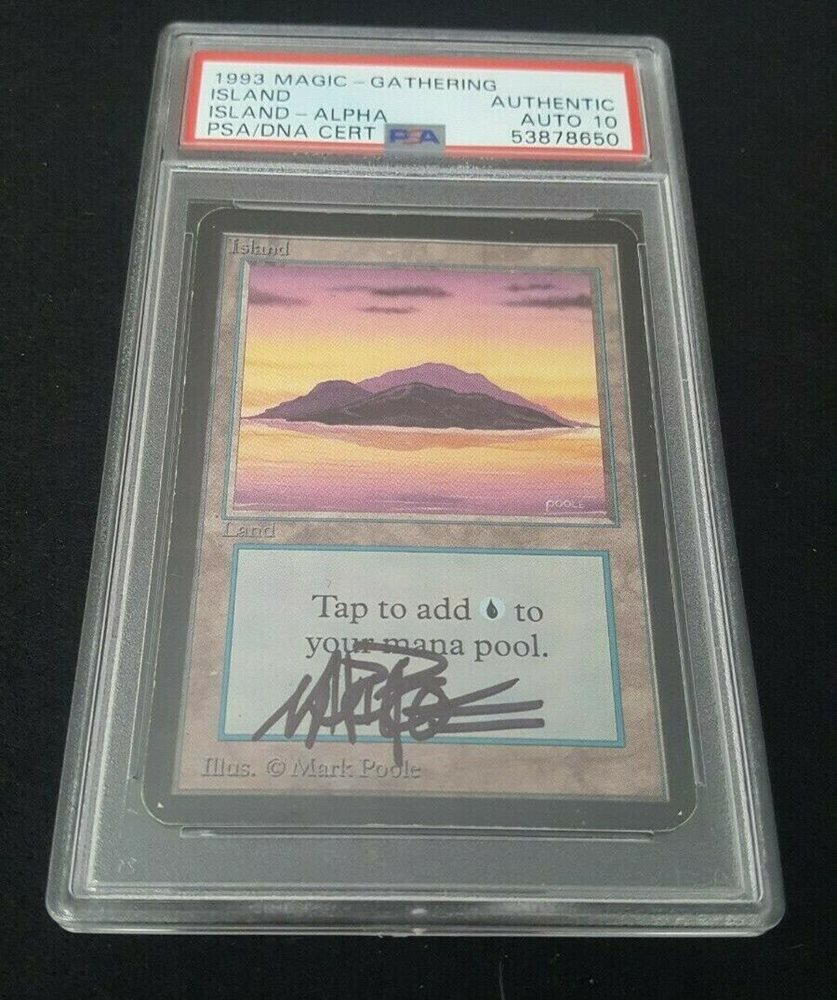 1993 MAGIC - GATHERING
ISLAND AUTHENTIC
ISLAND - ALPHA AUTO 10
PSA/DNA CERT PSA 53878650
Island
POOLE
Land
Tap to add to
your mana pool.
Illus. © Mark Poole